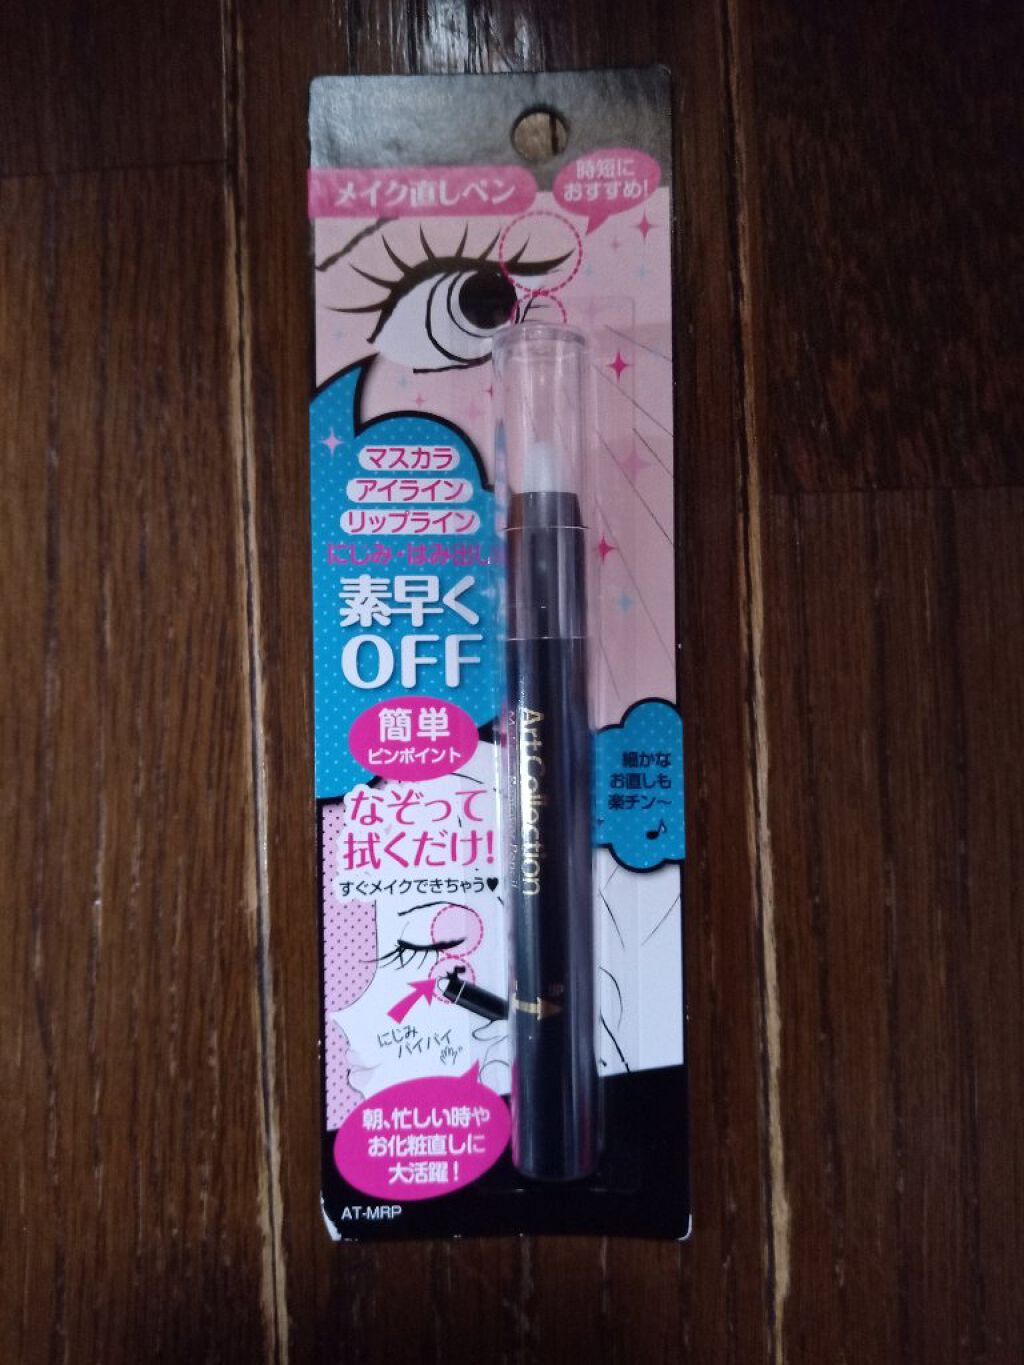 メイク直しペン
時短に
おすすめ!
マスカラ
アイライン
リップライン
にじみ・はみ出し
素早く
OFF
簡単
ピンポイント
なぞって
拭くだけ!
すぐメイクできちゃう♥
細かな
お直しも
楽チン〜
♪
Art Collection
UP
にじみ
バイバイ
朝、忙しい時や
お化粧直しに
大活躍!
AT-MRP